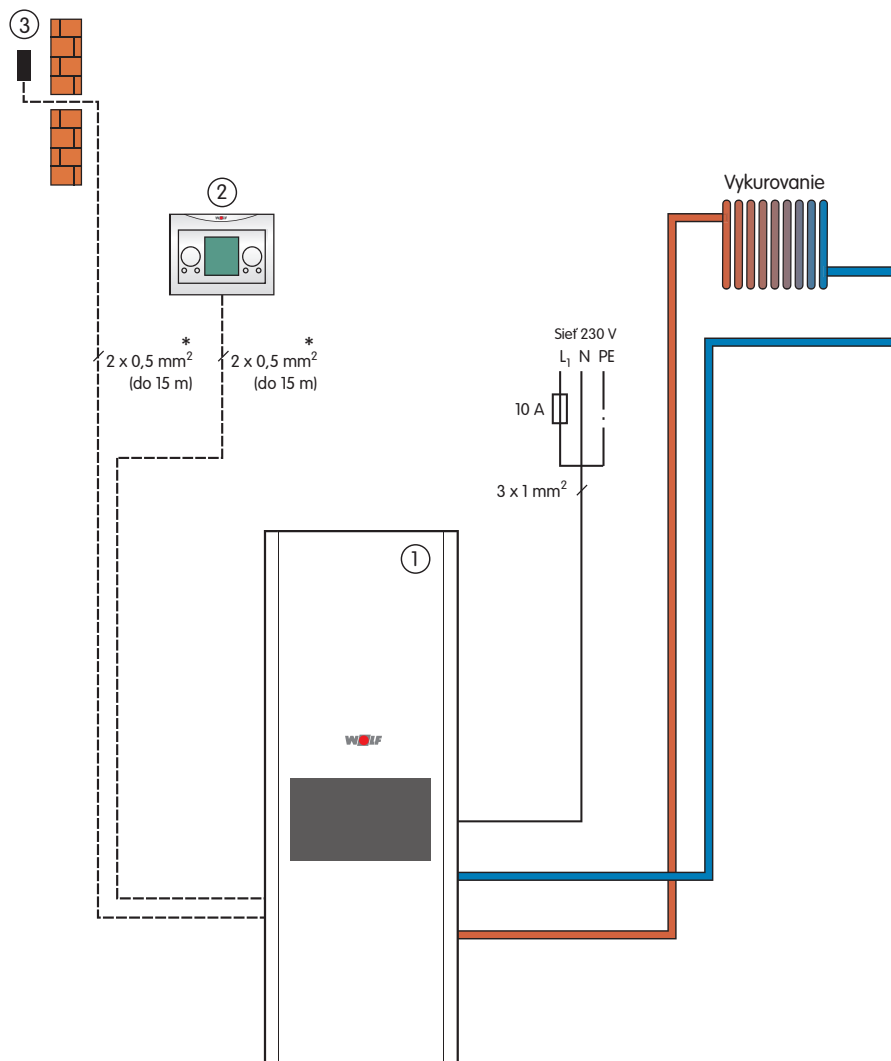 3
2
WOLF
Vykurovanie
*
2 x 0,5 mm²
(do 15 m)
*
2 x 0,5 mm²
(do 15 m)
Sieť 230 V
L₁ N PE
10 A
3 x 1 mm²
1
WOLF